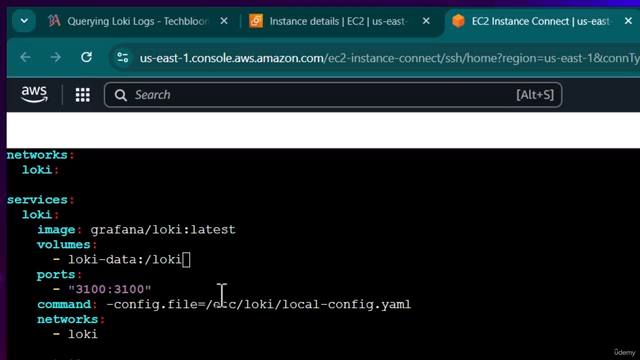 Querying Loki Logs - Techbloom
Instance details | EC2 | us-east-
EC2 Instance Connect | us-east-
us-east-1.console.aws.amazon.com/ec2-instance-connect/ssh/home?region=us-east-1&connTy
aws
Search
[Alt+S]
networks:
loki:
services:
loki:
image: grafana/loki:latest
volumes:
- loki-data:/loki
ports:
- "3100:3100"
command: -config.file=/etc/loki/local-config.yaml
networks:
- loki
ûdemy